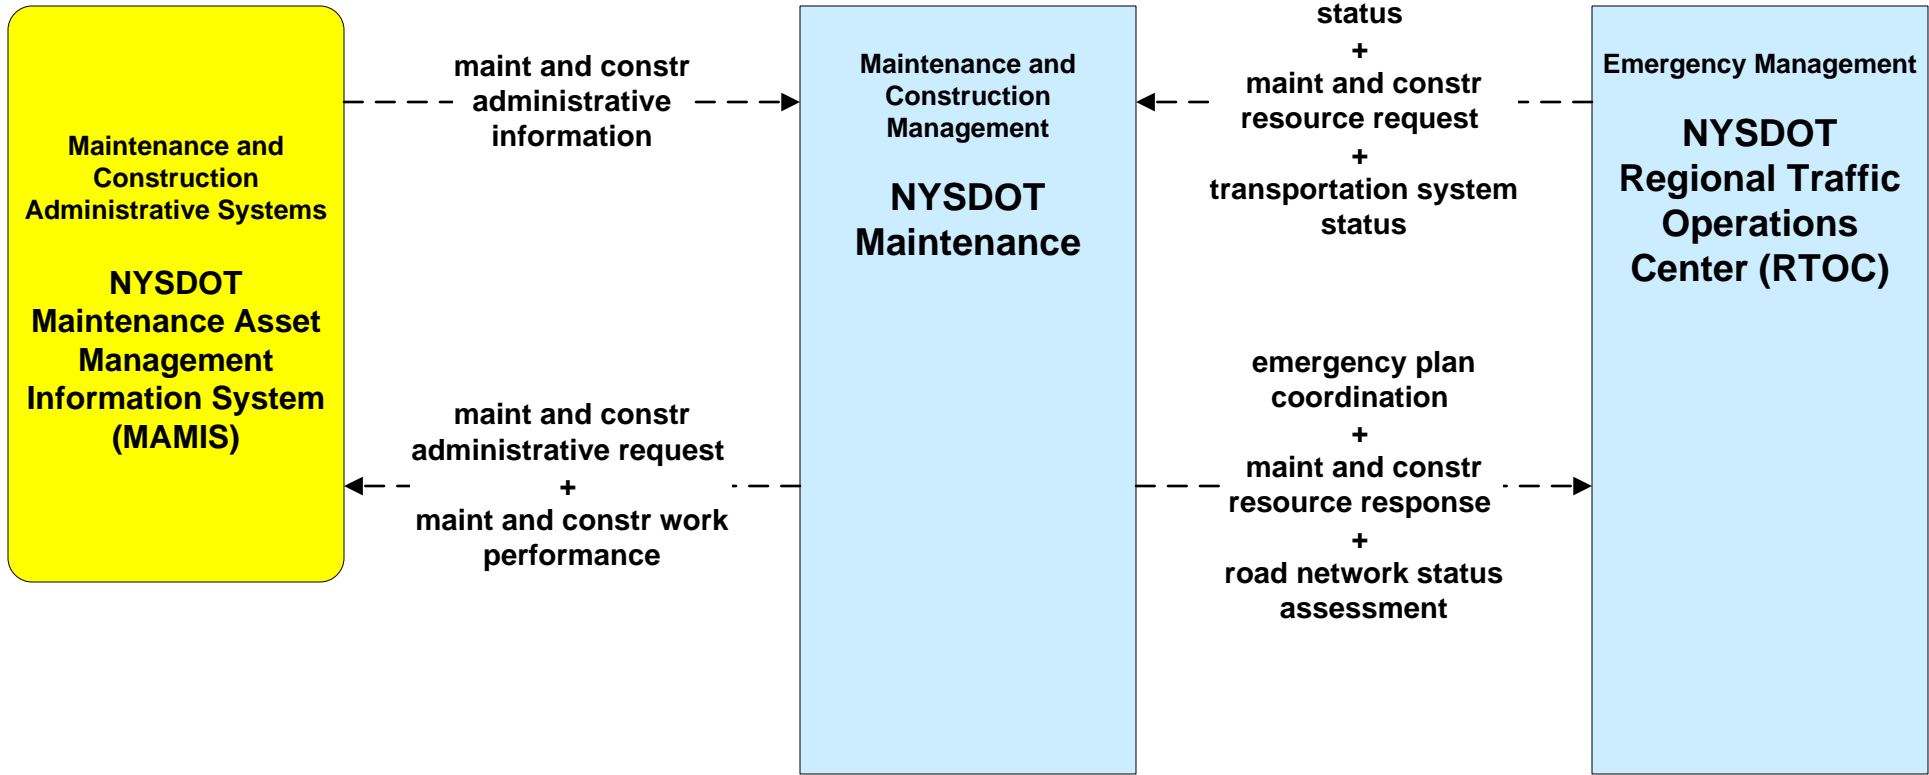 Maintenance and
Construction
Administrative Systems
NYSDOT
Maintenance Asset
Management
Information System
(MAMIS)
maint and constr
administrative
information
maint and constr
administrative request
+
maint and constr work
performance
Maintenance and
Construction
Management
NYSDOT
Maintenance
status
+
maint and constr
resource request
+
transportation system
status
emergency plan
coordination
+
maint and constr
resource response
+
road network status
assessment
Emergency Management
NYSDOT
Regional Traffic
Operations
Center (RTOC)